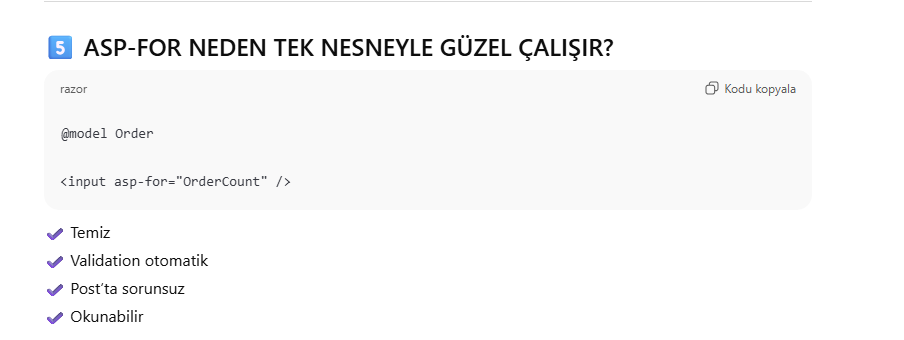 5 ASP-FOR NEDEN TEK NESNEYLE GÜZEL ÇALIŞIR?
razor
Kodu kopyala
@model Order
<input asp-for="OrderCount" />
Temiz
Validation otomatik
Post’ta sorunsuz
Okunabilir